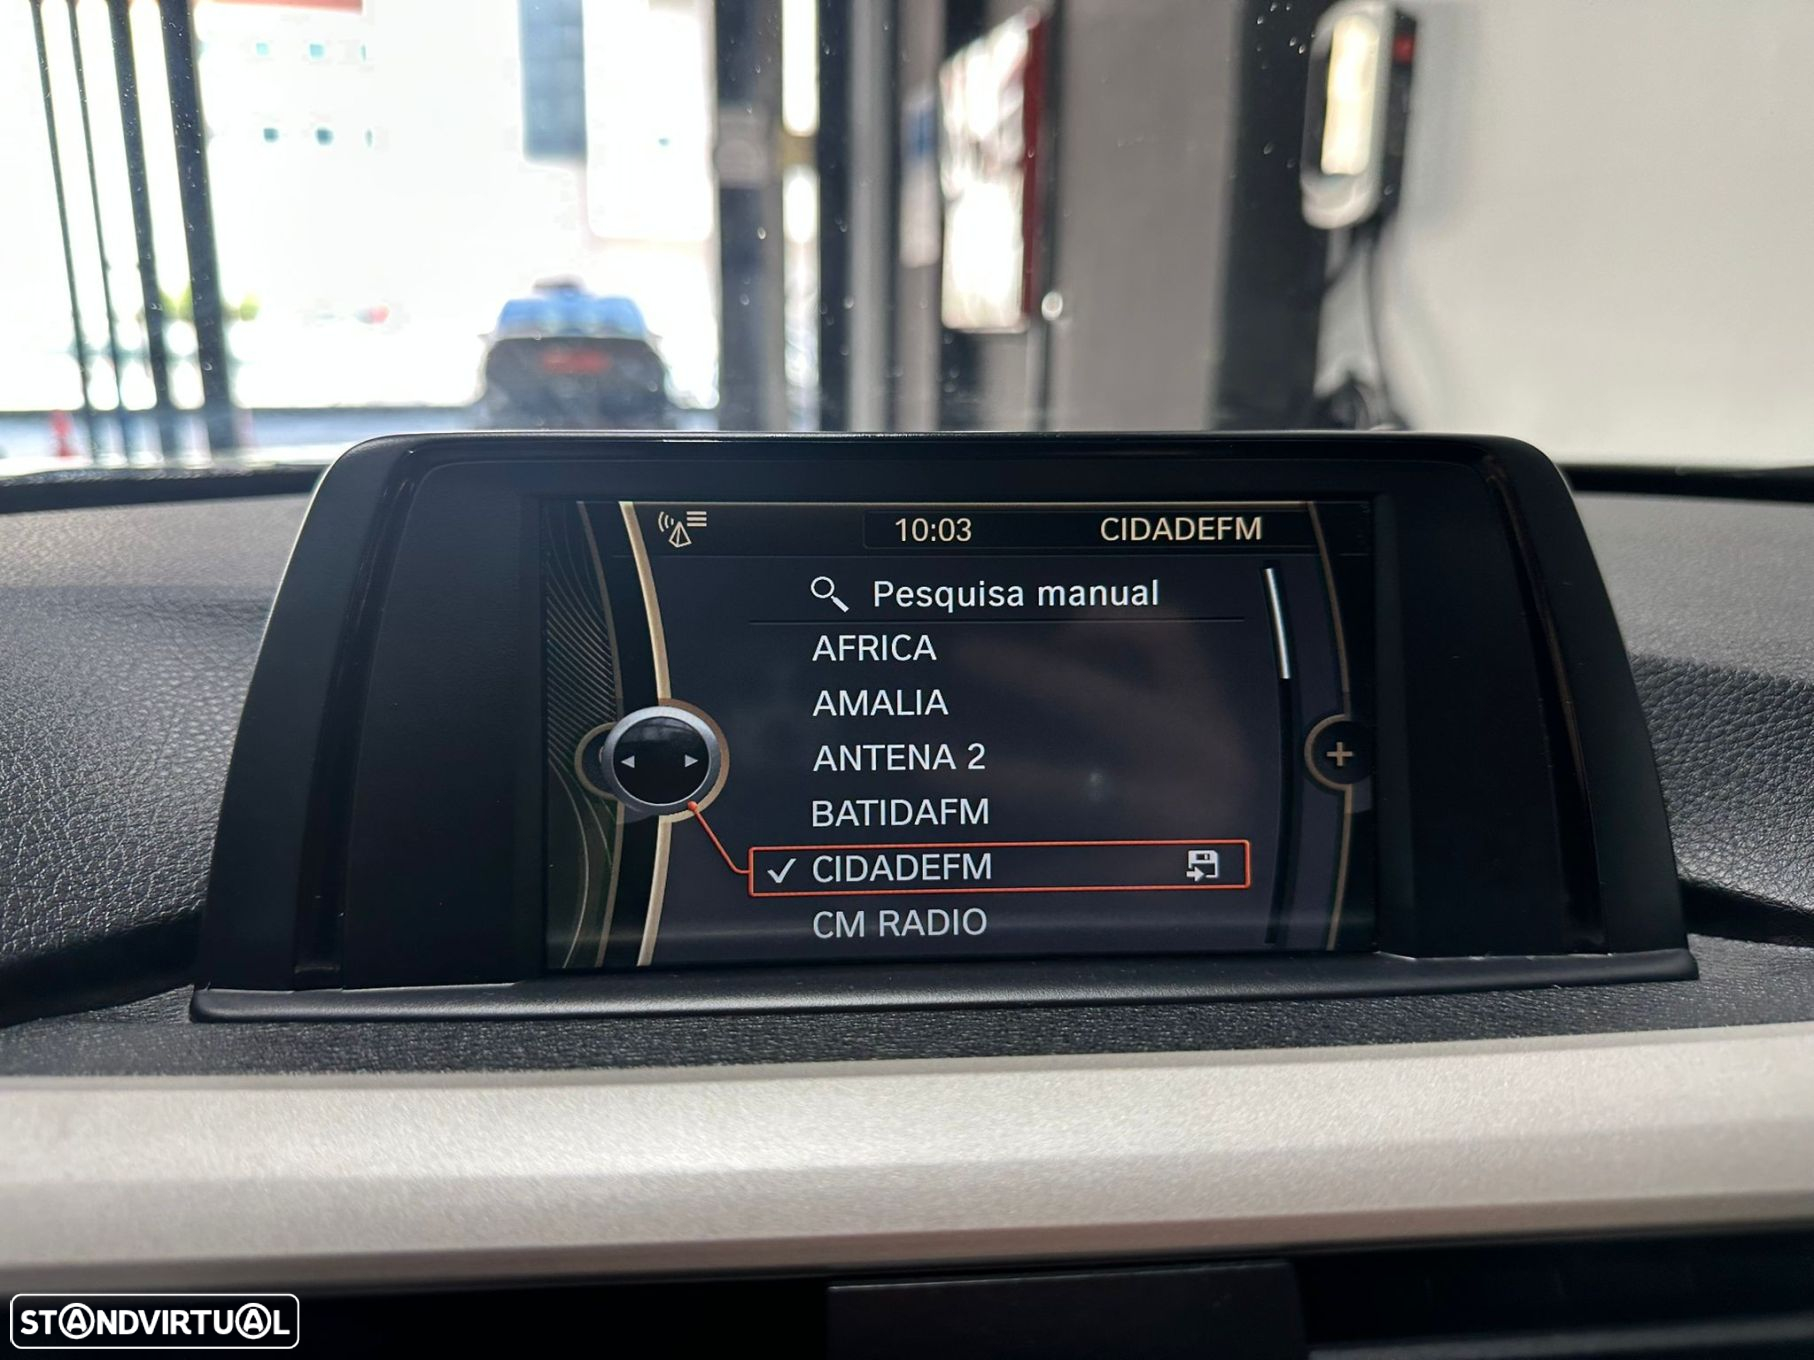 10:03
CIDADEFM
Pesquisa manual
AFRICA
AMALIA
ANTENA 2
BATIDAFM
CIDADEFM
CM RADIO
STANDVIRTUAL